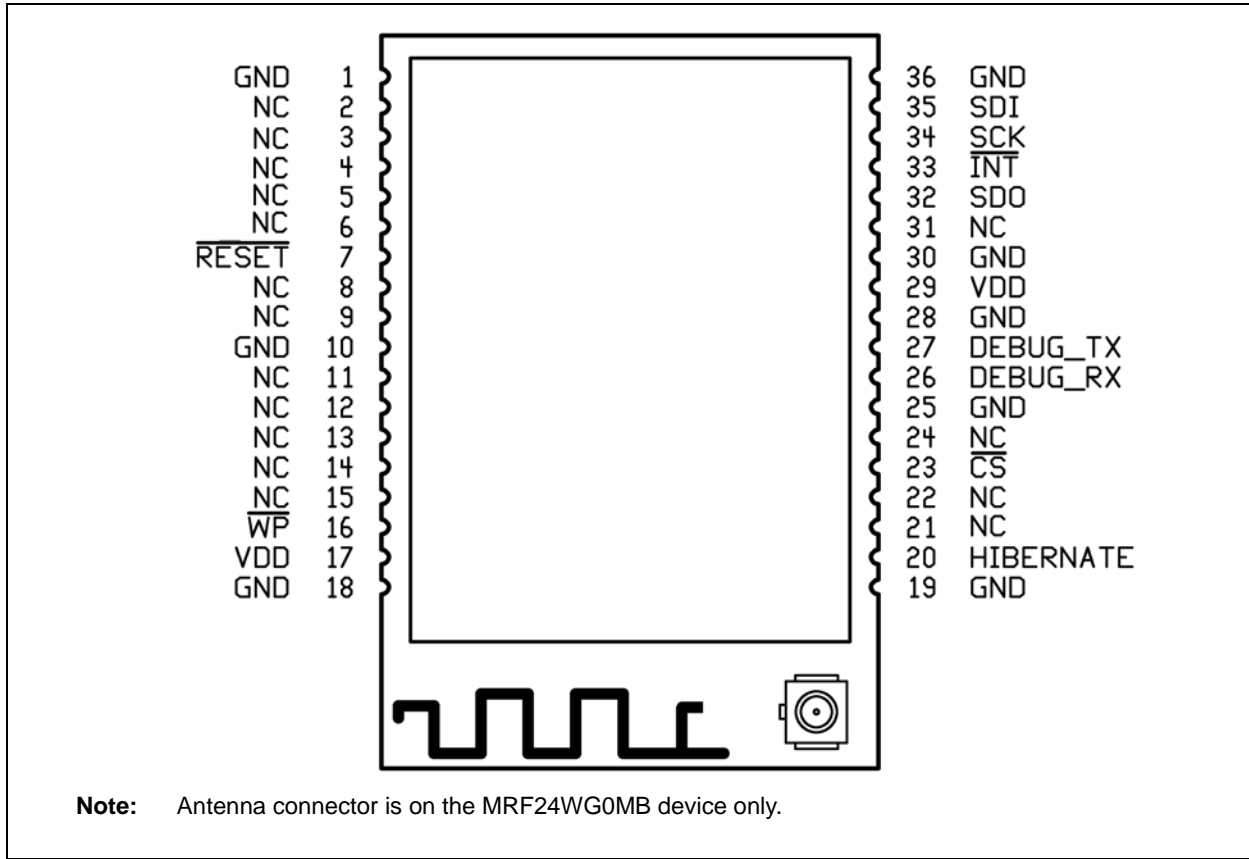 GND 1 36 GND
NC 2 35 SDI
NC 3 34 SCK
NC 4 33 INT
NC 5 32 SDO
NC 6 31 NC
RESET 7 30 GND
NC 8 29 VDD
NC 9 28 GND
GND 10 27 DEBUG_TX
NC 11 26 DEBUG_RX
NC 12 25 GND
NC 13 24 NC
NC 14 23 CS
NC 15 22 NC
WP 16 21 NC
VDD 17 20 HIBERNATE
GND 18 19 GND
Note: Antenna connector is on the MRF24WG0MB device only.